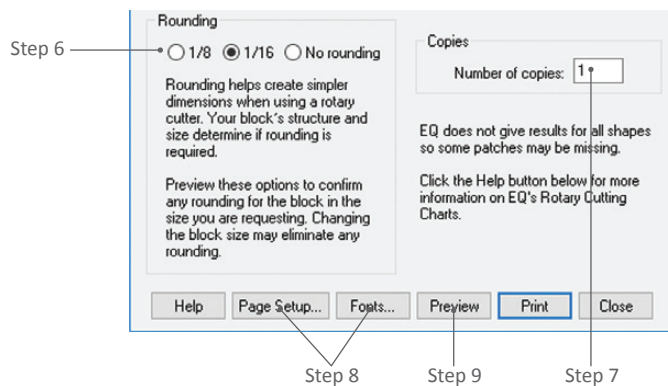 Rounding
Step 6
1/8 1/16 No rounding
Rounding helps create simpler
dimensions when using a rotary
cutter. Your block's structure and
size determine if rounding is
required.
Preview these options to confirm
any rounding for the block in the
size you are requesting. Changing
the block size may eliminate any
rounding.
Copies
Number of copies: 1
EQ does not give results for all shapes
so some patches may be missing.
Click the Help button below for more
information on EQ's Rotary Cutting
Charts.
Help Page Setup... Fonts... Preview Print Close
Step 8 Step 9 Step 7